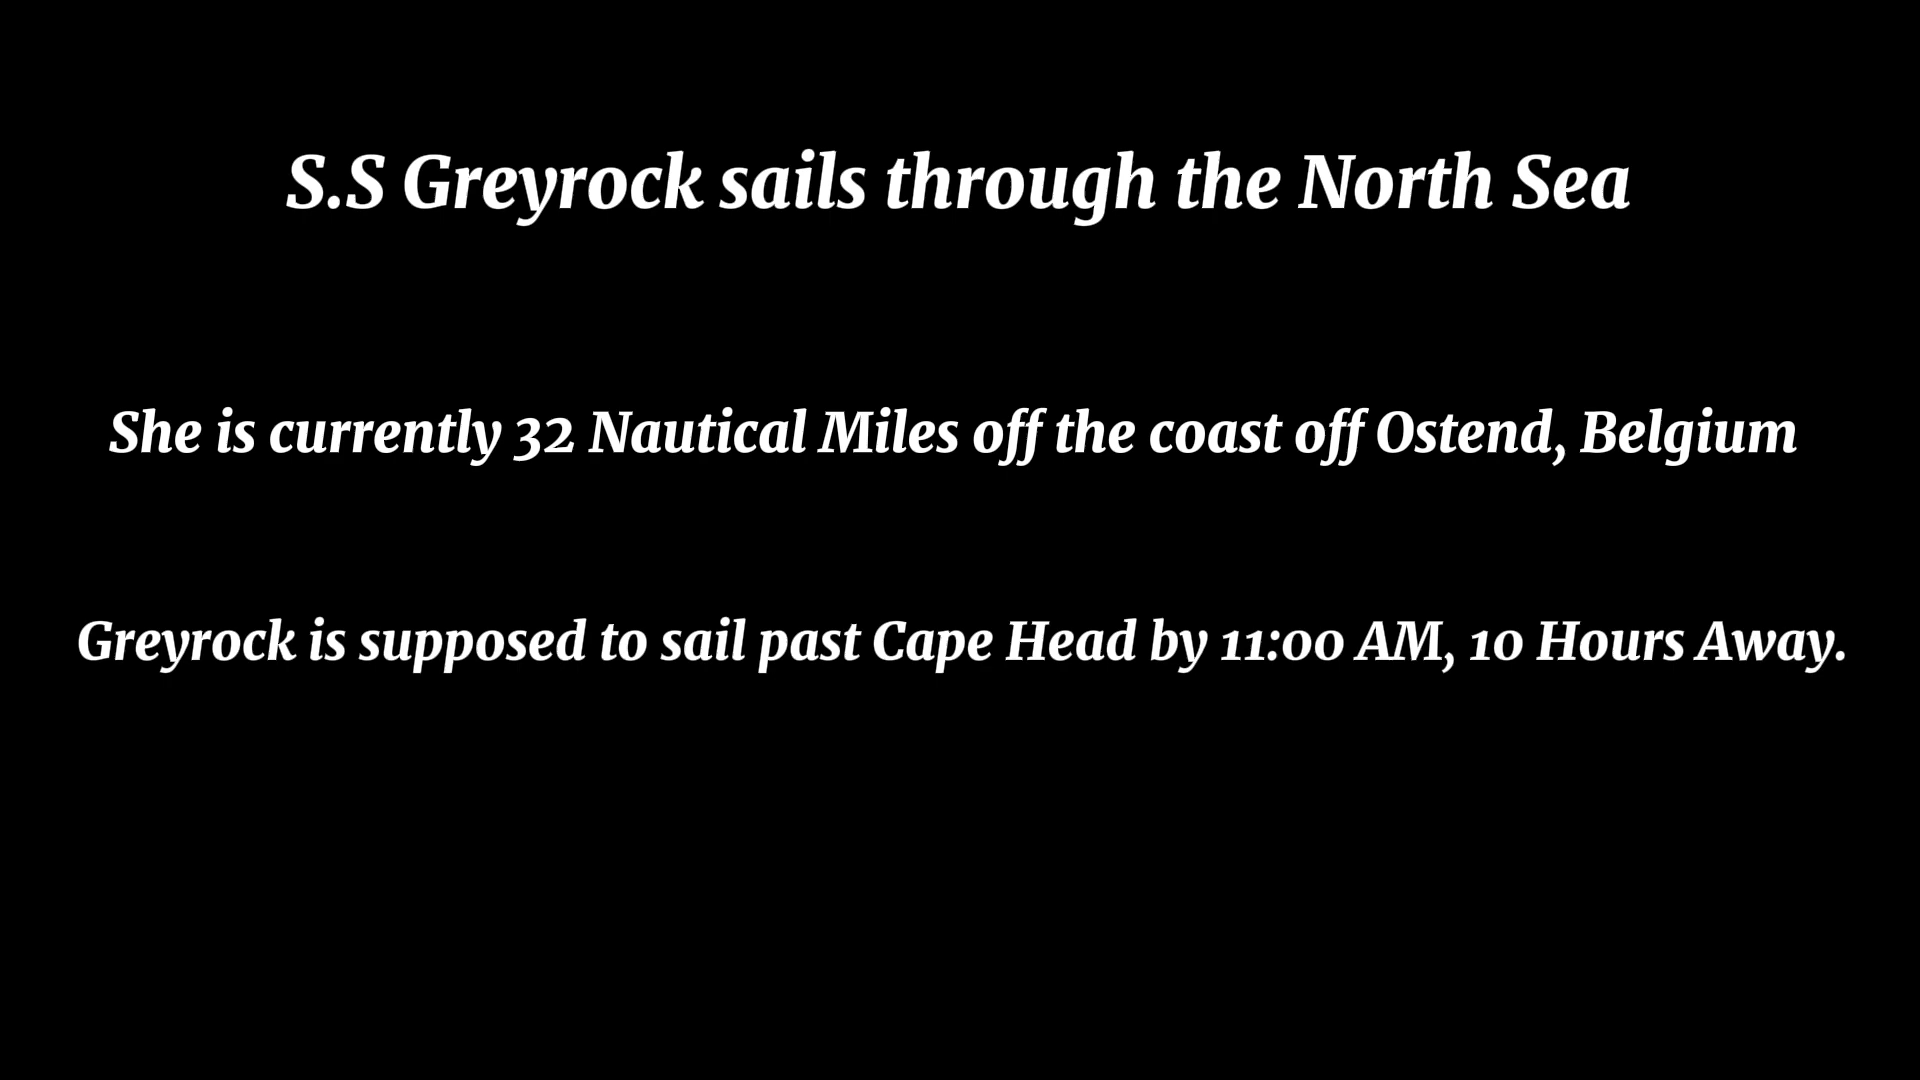 S.S Greyrock sails through the North Sea
She is currently 32 Nautical Miles off the coast off Ostend, Belgium
Greyrock is supposed to sail past Cape Head by 11:00 AM, 10 Hours Away.